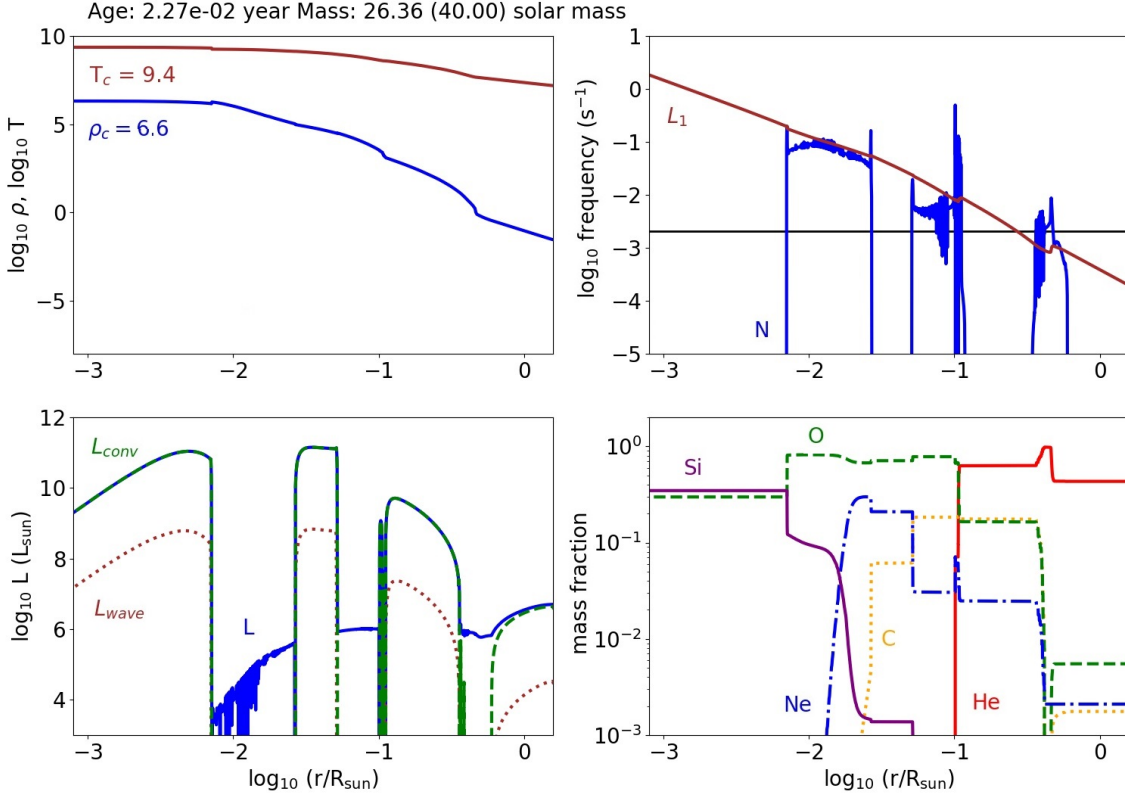 Age: 2.27e-02 year Mass: 26.36 (40.00) solar mass
10
5
0
−5
log₁₀ ρ, log₁₀ T
T_c = 9.4
ρ_c = 6.6
−3 −2 −1 0
1
0
−1
−2
−3
−4
−5
log₁₀ frequency (s⁻¹)
L₁
N
−3 −2 −1 0
12
10
8
6
4
log₁₀ L (L_sun)
L_conv
L_wave
L
−3 −2 −1 0
log₁₀ (r/R_sun)
10⁰
10⁻¹
10⁻²
10⁻³
mass fraction
O
Si
C
Ne
He
−3 −2 −1 0
log₁₀ (r/R_sun)